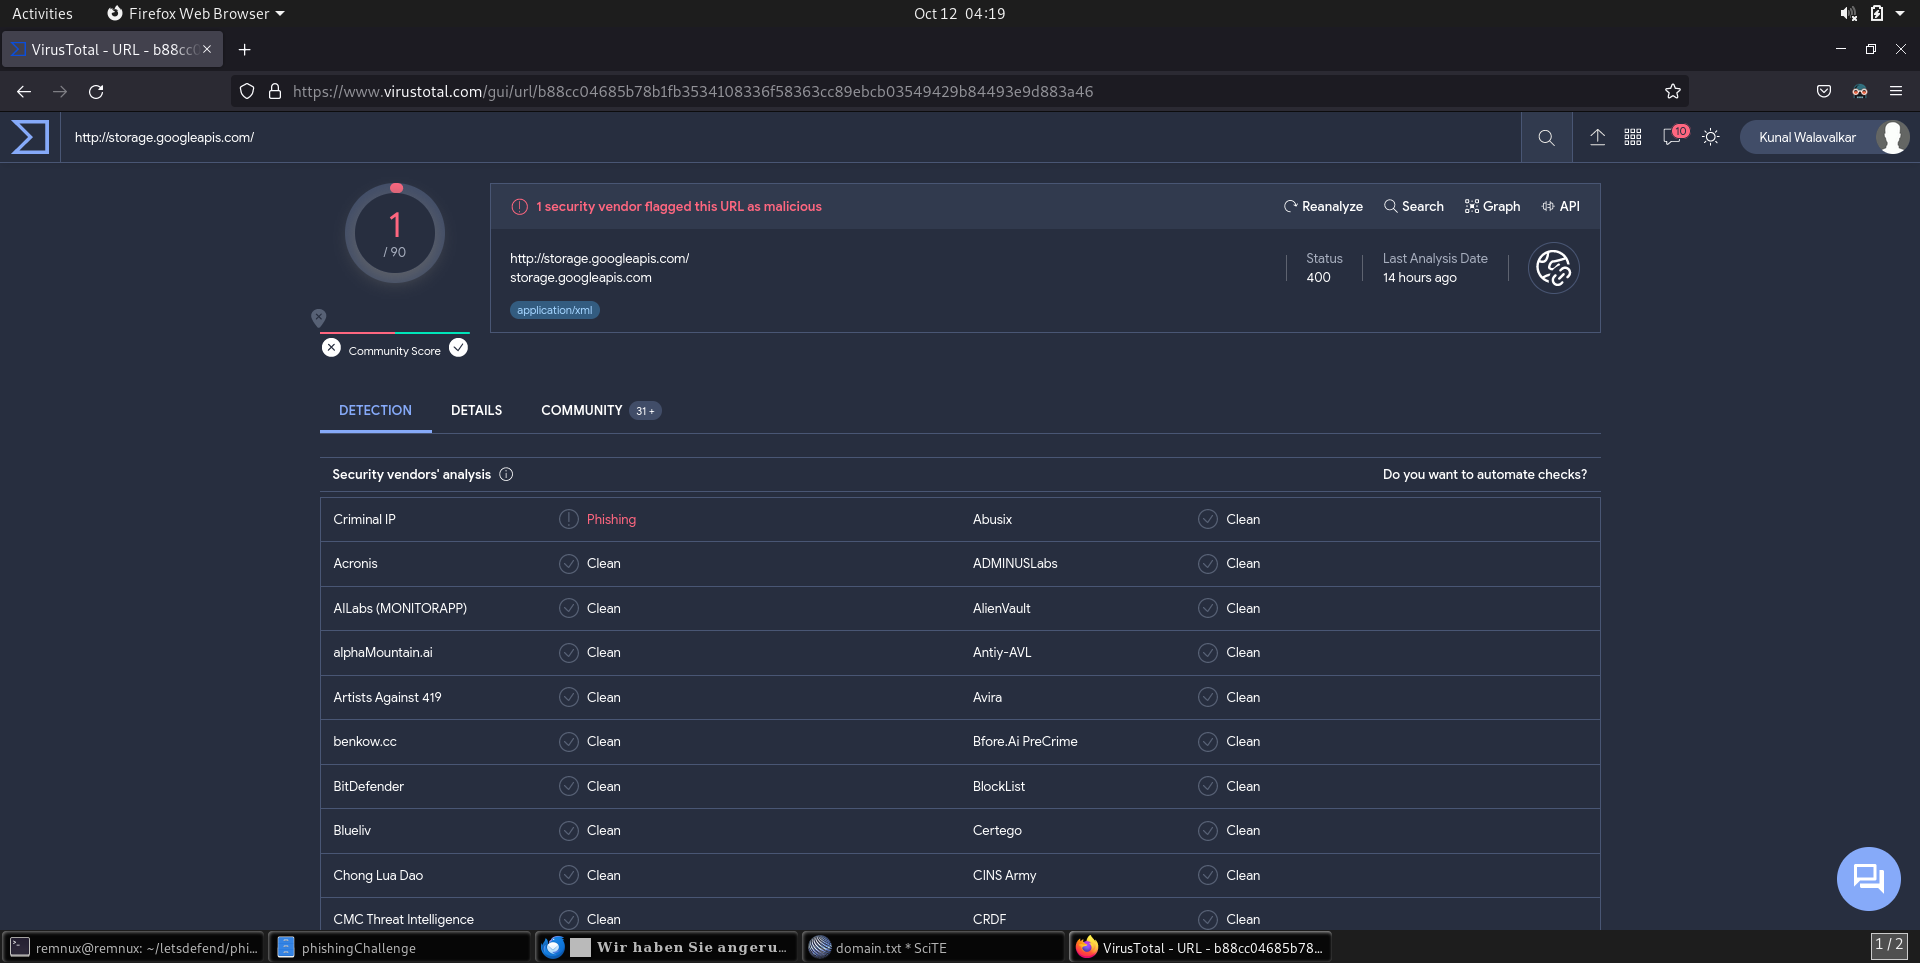 Activities Firefox Web Browser Oct 12 04:19
VirusTotal - URL - b88cc0
https://www.virustotal.com/gui/url/b88cc04685b78b1fb3534108336f58363cc89ebcb03549429b84493e9d883a46
http://storage.googleapis.com/ 10 Kunal Walavalkar
1
/ 90
Community Score
1 security vendor flagged this URL as malicious Reanalyze Search Graph API
http://storage.googleapis.com/
storage.googleapis.com
application/xml
Status
400
Last Analysis Date
14 hours ago
DETECTION DETAILS COMMUNITY 31 +
Security vendors' analysis Do you want to automate checks?
Criminal IP Phishing Abusix Clean
Acronis Clean ADMINUSLabs Clean
AILabs (MONITORAPP) Clean AlienVault Clean
alphaMountain.ai Clean Antiy-AVL Clean
Artists Against 419 Clean Avira Clean
benkow.cc Clean Bfore.Ai PreCrime Clean
BitDefender Clean BlockList Clean
Blueliv Clean Certego Clean
Chong Lua Dao Clean CINS Army Clean
CMC Threat Intelligence Clean CRDF Clean
remnux@remnux: ~/letsdefend/phi... phishingChallenge Wir haben Sie angeru... domain.txt * SciTE VirusTotal - URL - b88cc04685b78... 1 / 2